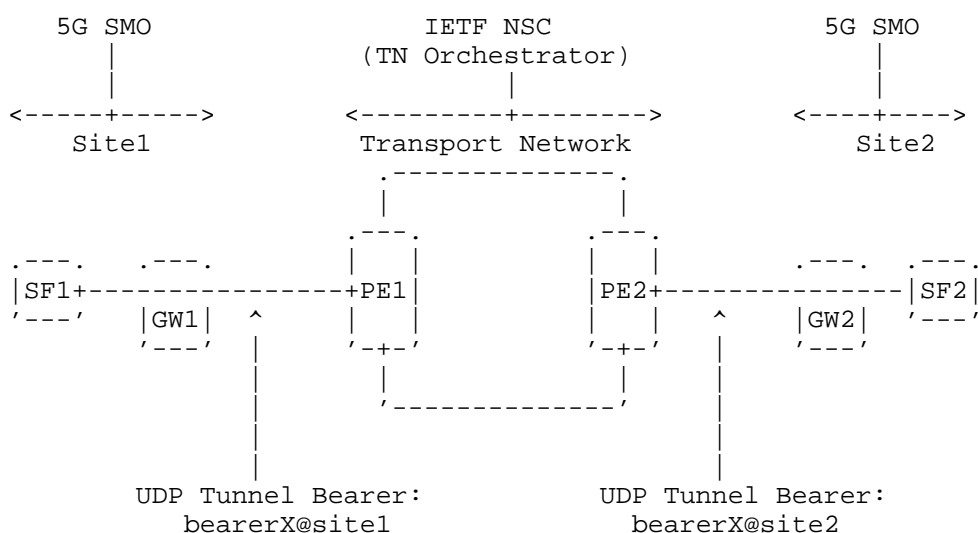 5G SMO IETF NSC 5G SMO
(TN Orchestrator)
Site1 Transport Network Site2
SF1 PE1 PE2 SF2
GW1 GW2
UDP Tunnel Bearer: UDP Tunnel Bearer:
bearerX@site1 bearerX@site2